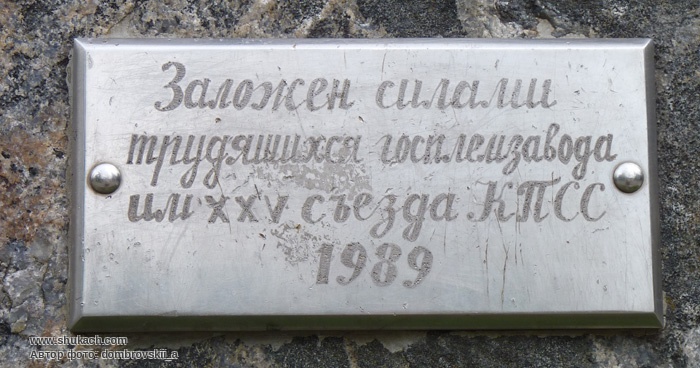 Заложен силами
трудящихся госплемзавода
им XXV съезда КПСС
1989
www.shukach.com
Автор фото: dombrovskii_a